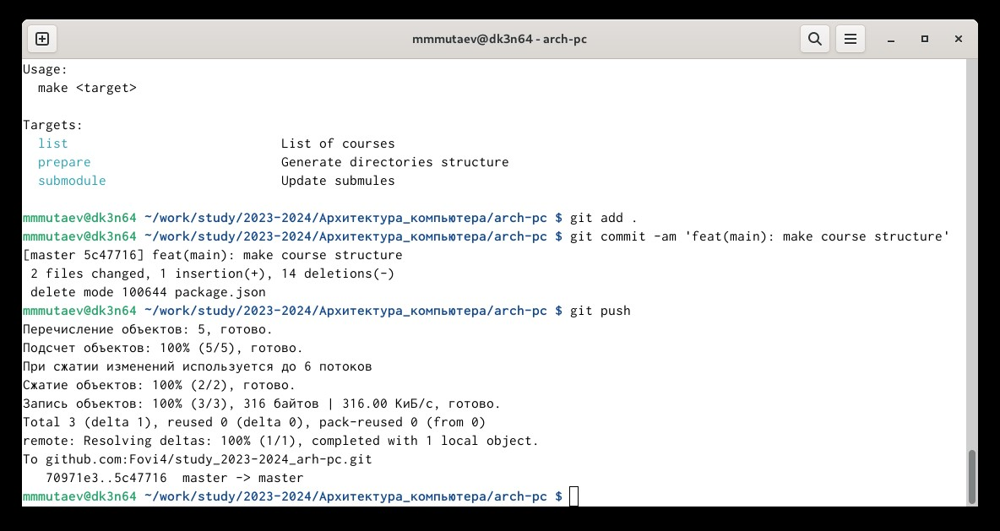 mmmutaev@dk3n64 - arch-pc
Usage:
  make <target>
Targets:
  list                            List of courses
  prepare                         Generate directories structure
  submodule                       Update submules
mmmutaev@dk3n64 ~/work/study/2023-2024/Архитектура_компьютера/arch-pc $ git add .
mmmutaev@dk3n64 ~/work/study/2023-2024/Архитектура_компьютера/arch-pc $ git commit -am 'feat(main): make course structure'
[master 5c47716] feat(main): make course structure
 2 files changed, 1 insertion(+), 14 deletions(-)
 delete mode 100644 package.json
mmmutaev@dk3n64 ~/work/study/2023-2024/Архитектура_компьютера/arch-pc $ git push
Перечисление объектов: 5, готово.
Подсчет объектов: 100% (5/5), готово.
При сжатии изменений используется до 6 потоков
Сжатие объектов: 100% (2/2), готово.
Запись объектов: 100% (3/3), 316 байтов | 316.00 КиБ/с, готово.
Total 3 (delta 1), reused 0 (delta 0), pack-reused 0 (from 0)
remote: Resolving deltas: 100% (1/1), completed with 1 local object.
To github.com:Fovi4/study_2023-2024_arh-pc.git
   70971e3..5c47716  master -> master
mmmutaev@dk3n64 ~/work/study/2023-2024/Архитектура_компьютера/arch-pc $